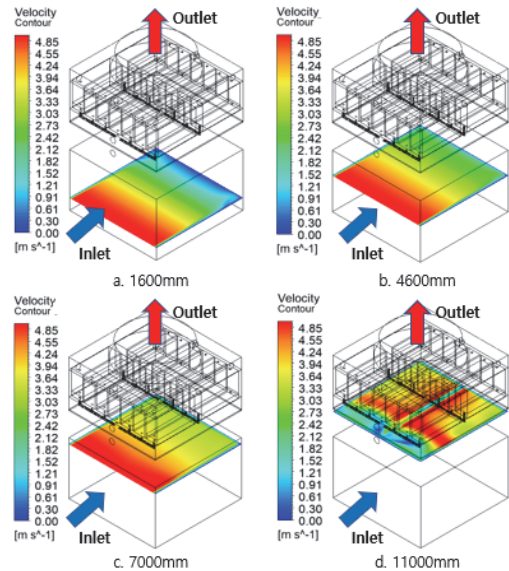 Velocity
Contour
Outlet
4.85
4.55
4.24
3.94
3.64
3.33
3.03
2.73
2.42
2.12
1.82
1.52
1.21
0.91
0.61
0.30
0.00
[m s^-1]
Inlet
a. 1600mm
Velocity
Contour
Outlet
4.85
4.55
4.24
3.94
3.64
3.33
3.03
2.73
2.42
2.12
1.82
1.52
1.21
0.91
0.61
0.30
0.00
[m s^-1]
Inlet
b. 4600mm
Velocity
Contour
Outlet
4.85
4.55
4.24
3.94
3.64
3.33
3.03
2.73
2.42
2.12
1.82
1.52
1.21
0.91
0.61
0.30
0.00
[m s^-1]
Inlet
c. 7000mm
Velocity
Contour
Outlet
4.85
4.55
4.24
3.94
3.64
3.33
3.03
2.73
2.42
2.12
1.82
1.52
1.21
0.91
0.61
0.30
0.00
[m s^-1]
Inlet
d. 11000mm